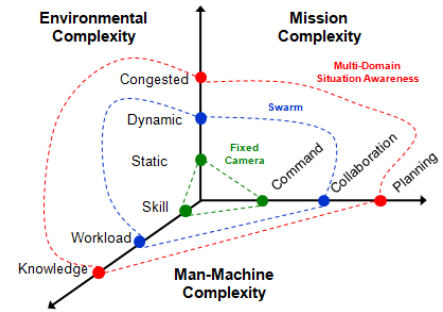 Environmental
Complexity
Mission
Complexity
Multi-Domain
Situation Awareness
Congested
Swarm
Dynamic
Fixed
Camera
Static
Command
Collaboration
Planning
Skill
Workload
Knowledge
Man-Machine
Complexity